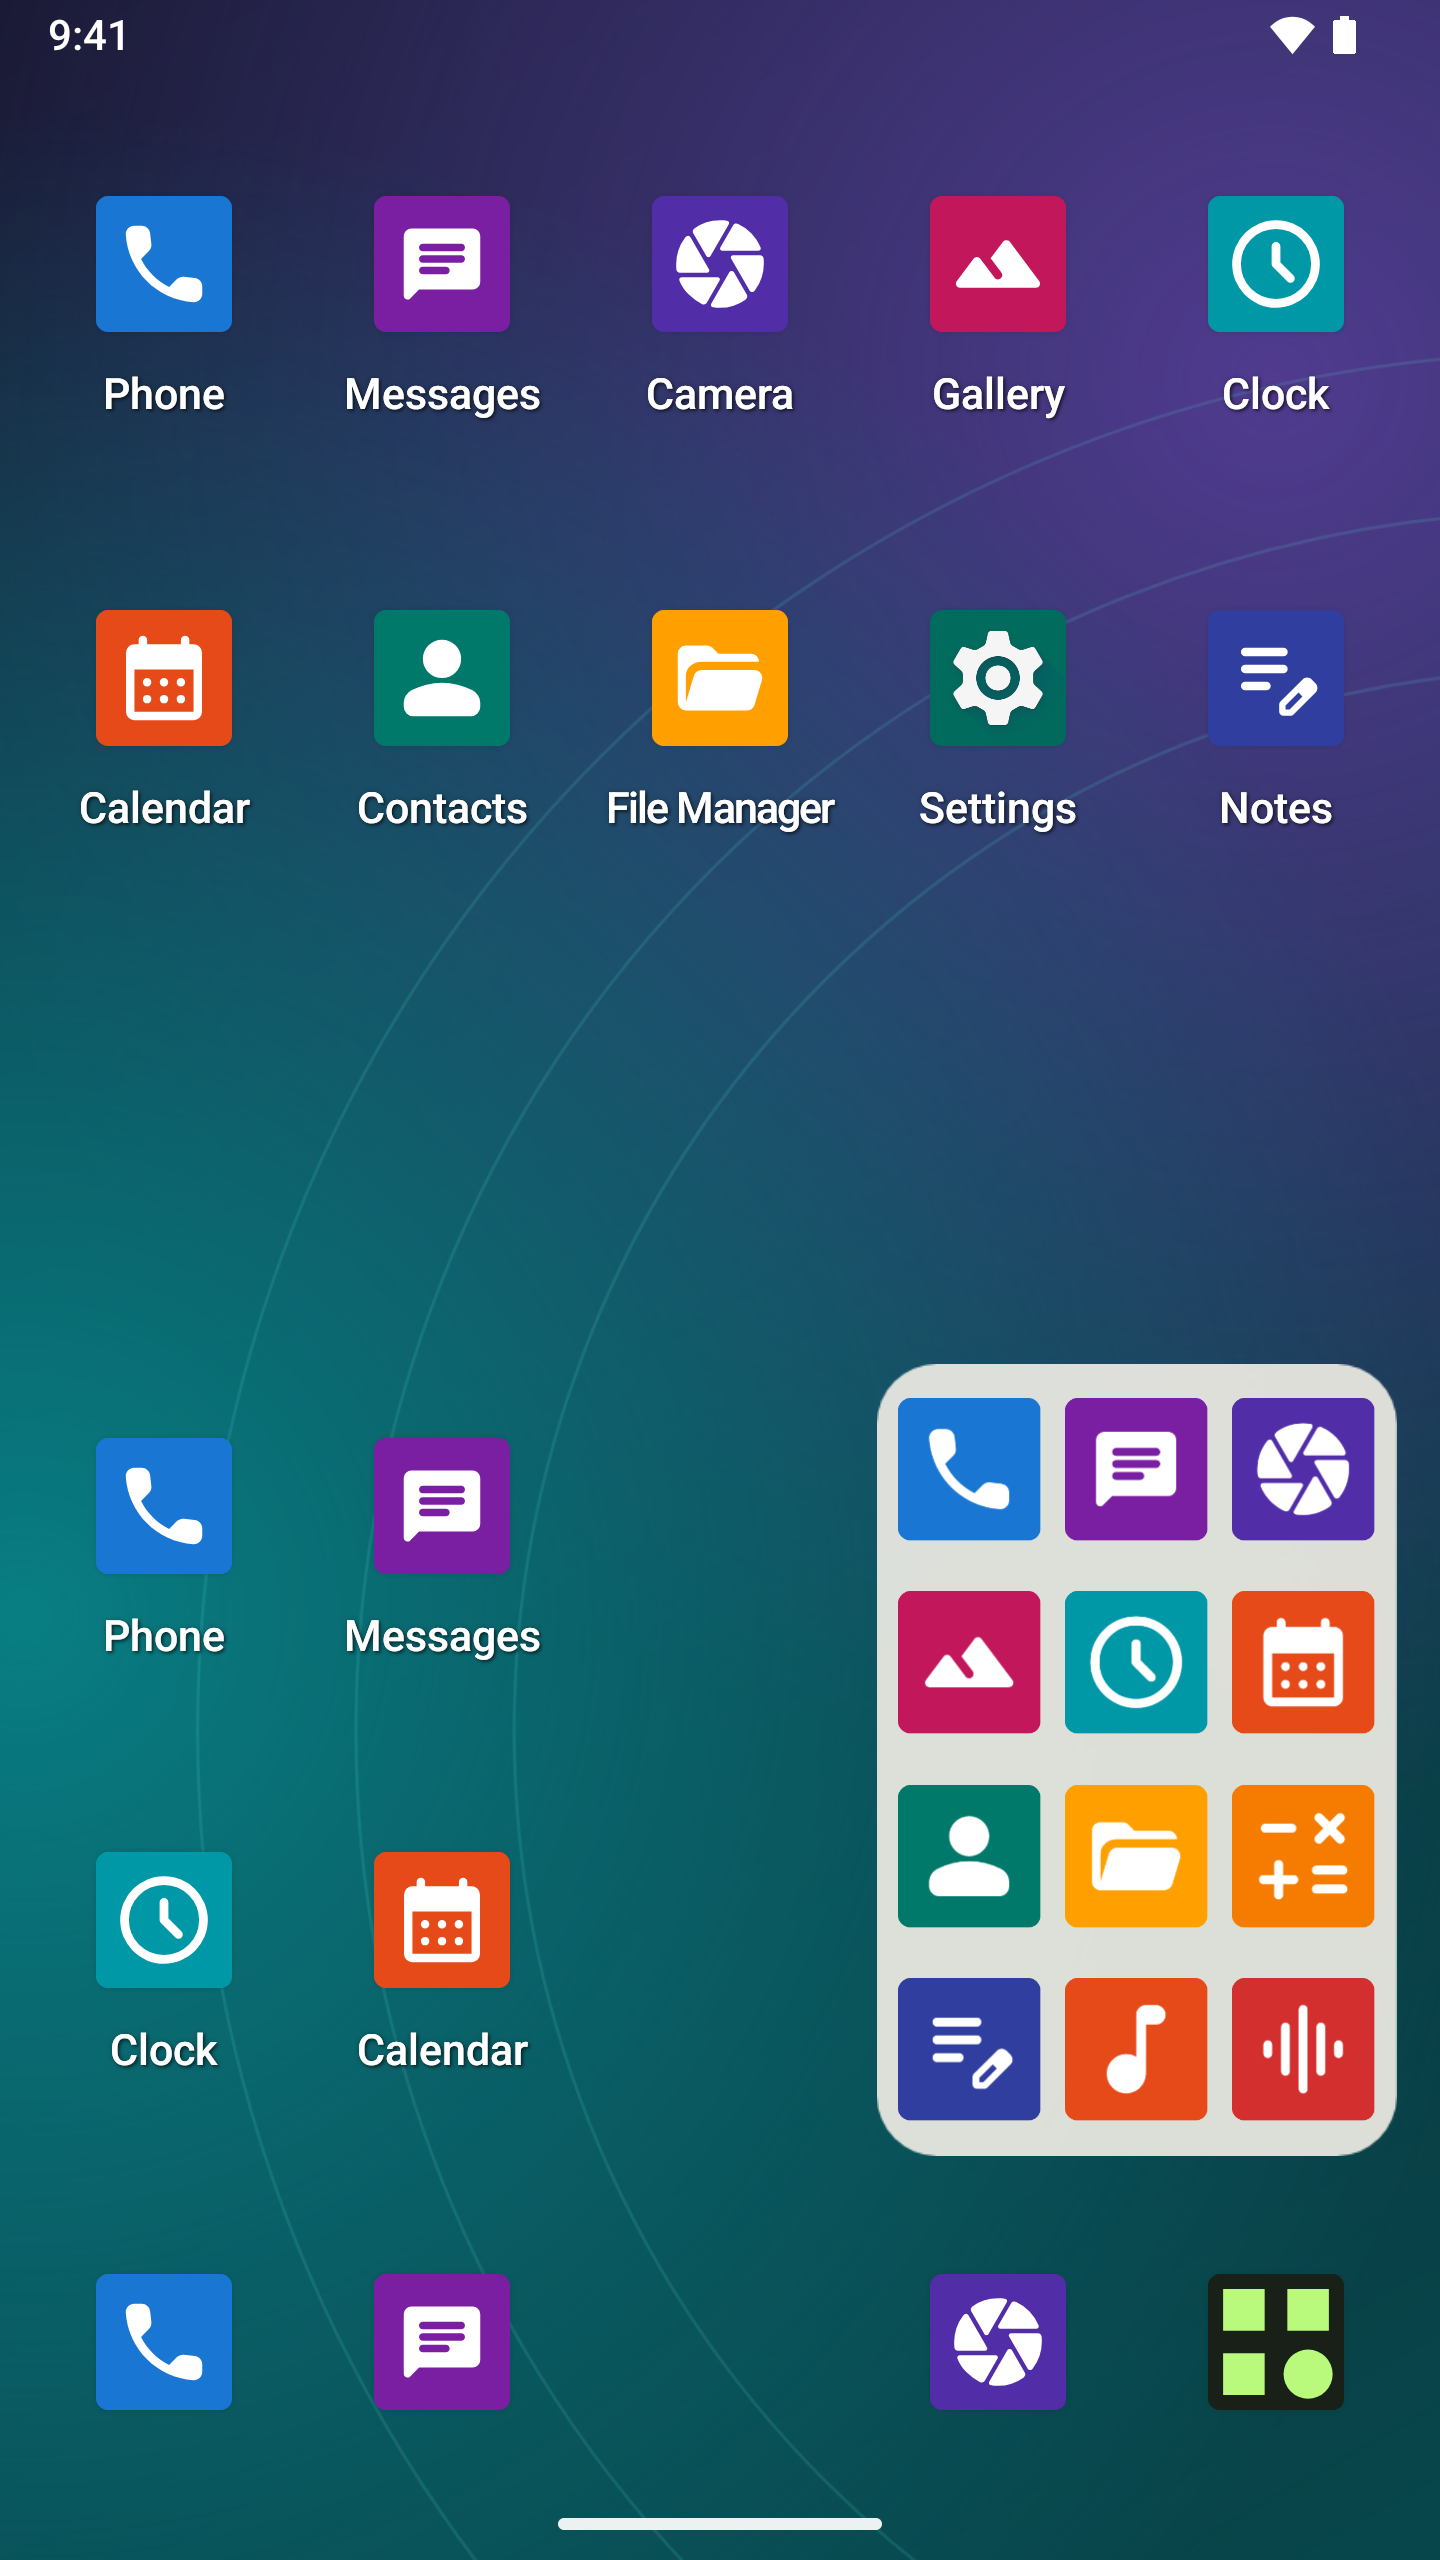 9:41
Phone Messages Camera Gallery Clock
Calendar Contacts File Manager Settings Notes
Phone Messages
Clock Calendar